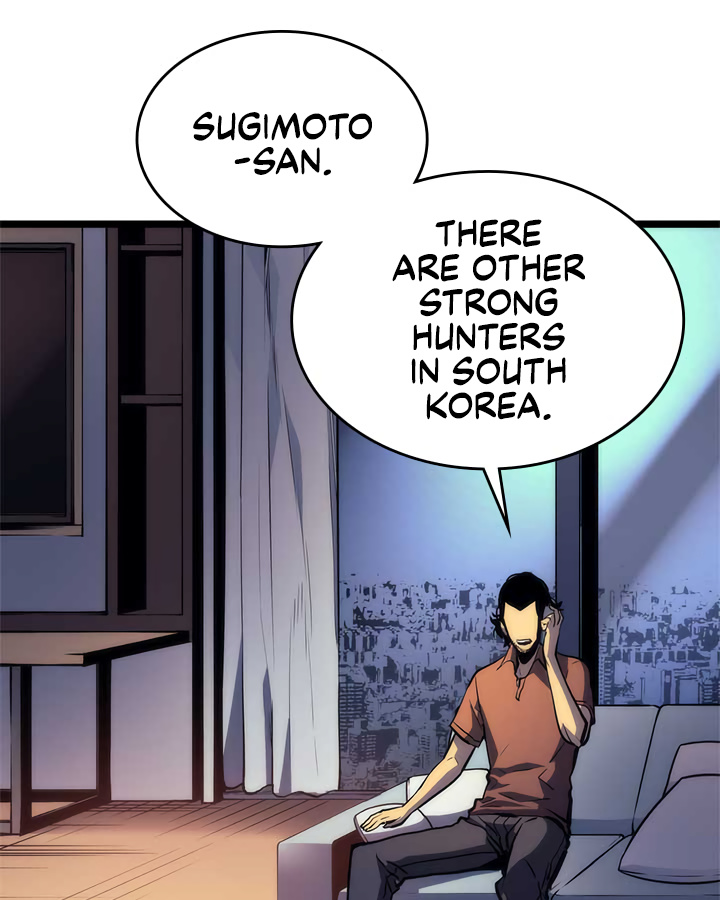 SUGIMOTO
-SAN.
THERE
ARE OTHER
STRONG
HUNTERS
IN SOUTH
KOREA.